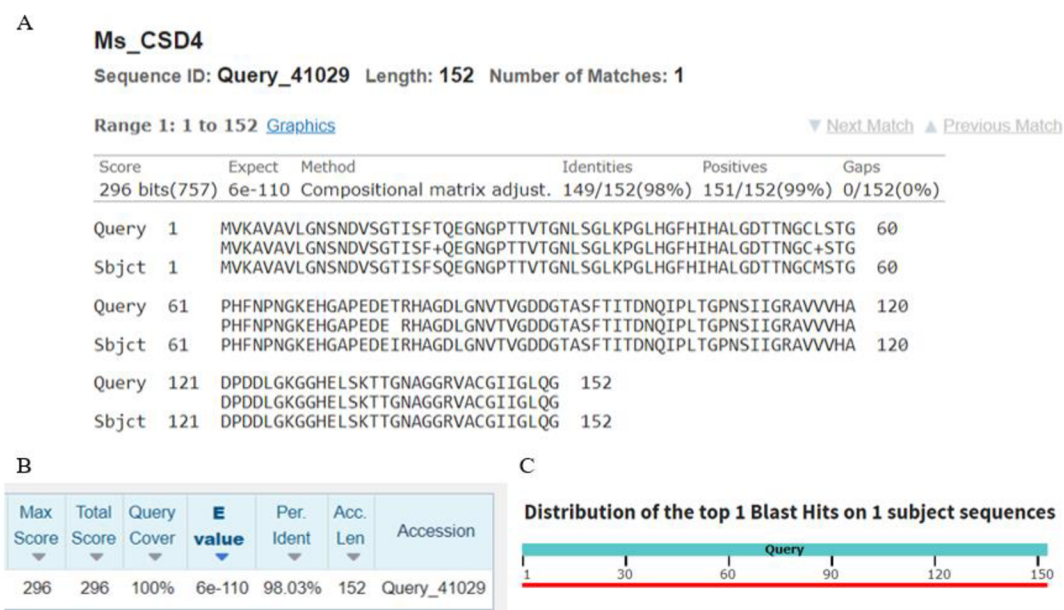 A
Ms_CSD4
Sequence ID: Query_41029 Length: 152 Number of Matches: 1
Range 1: 1 to 152 Graphics ▼ Next Match ▲ Previous Match
Score Expect Method Identities Positives Gaps
296 bits(757) 6e-110 Compositional matrix adjust. 149/152(98%) 151/152(99%) 0/152(0%)
Query 1 MVKAVAVLGNSNDVSGTISFTQEGNGPTTVTGNLSGLKPGLHGFHIHALGDTTNGCLSTG 60
MVKAVAVLGNSNDVSGTISF+QEGNGPTTVTGNLSGLKPGLHGFHIHALGDTTNGC+STG
Sbjct 1 MVKAVAVLGNSNDVSGTISFSQEGNGPTTVTGNLSGLKPGLHGFHIHALGDTTNGCMSTG 60
Query 61 PHFNPNGKEHGAPEDETRHAGDLGNVTVGDDGTASFTITDNQIPLTGPNSIIGRAVVVHA 120
PHFNPNGKEHGAPEDE RHAGDLGNVTVGDDGTASFTITDNQIPLTGPNSIIGRAVVVHA
Sbjct 61 PHFNPNGKEHGAPEDEIRHAGDLGNVTVGDDGTASFTITDNQIPLTGPNSIIGRAVVVHA 120
Query 121 DPDDLGKGGHELSKTTGNAGGRVACGIIGLQG 152
DPDDLGKGGHELSKTTGNAGGRVACGIIGLQG
Sbjct 121 DPDDLGKGGHELSKTTGNAGGRVACGIIGLQG 152
B
Max Total Query E Per. Acc. Accession
Score Score Cover value Ident Len
296 296 100% 6e-110 98.03% 152 Query_41029
C
Distribution of the top 1 Blast Hits on 1 subject sequences
Query
1 30 60 90 120 150